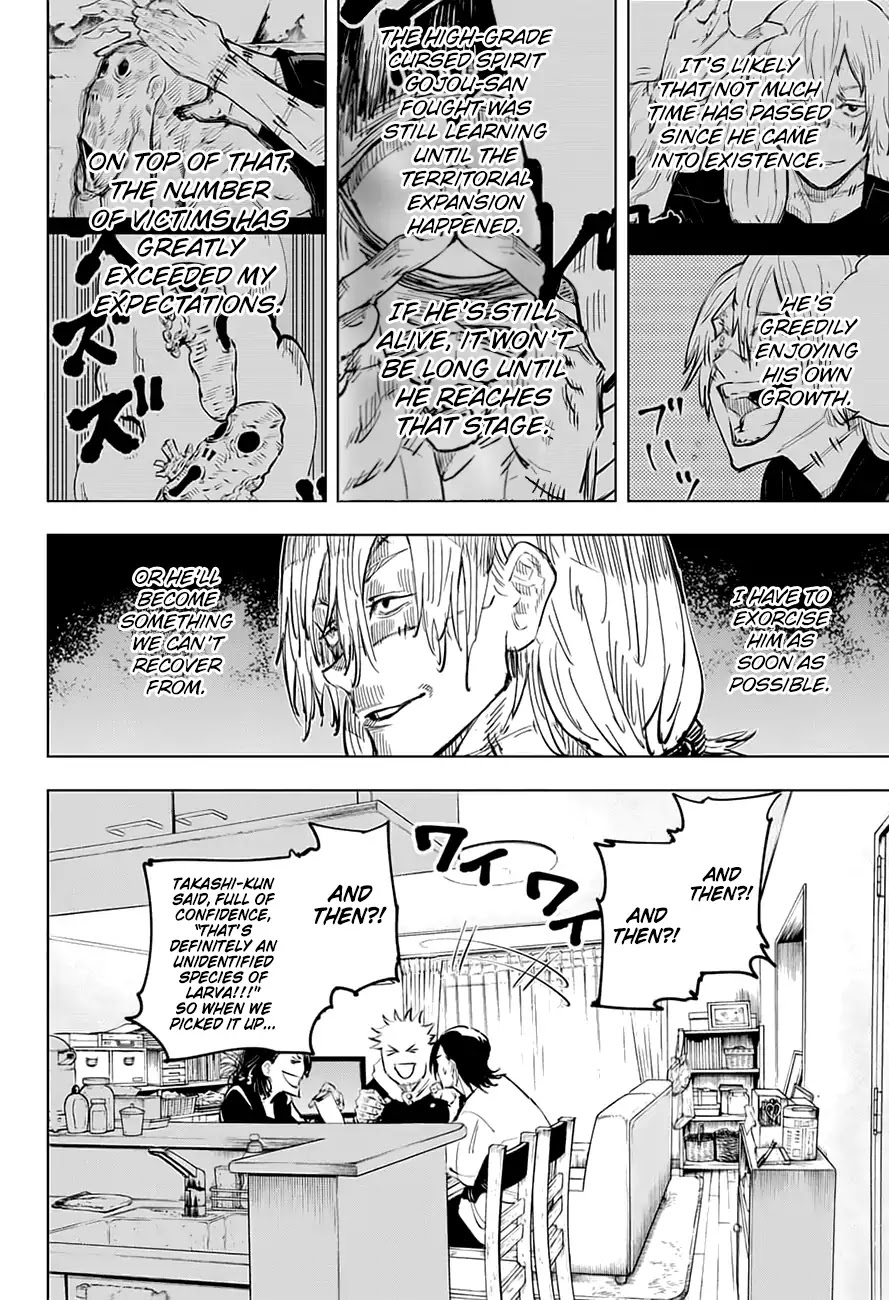 IT'S LIKELY
THAT NOT MUCH
TIME HAS PASSED
SINCE HE CAME
INTO EXISTENCE.
HE'S
GREEDILY
ENJOYING
HIS OWN
GROWTH.
ブッ
THE HIGH-GRADE
CURSED SPIRIT
GOJOU-SAN
FOUGHT WAS
STILL LEARNING
UNTIL THE
TERRITORIAL
EXPANSION
HAPPENED.
IF HE'S STILL
ALIVE, IT WON'T
BE LONG UNTIL
HE REACHES
THAT STAGE.
ON TOP OF THAT,
THE NUMBER
OF VICTIMS HAS
GREATLY
EXCEEDED MY
EXPECTATIONS.
ズズズ
I HAVE TO
EXORCISE
HIM AS
SOON AS
POSSIBLE.
OR HE'LL
BECOME
SOMETHING
WE CAN'T
RECOVER
FROM.
AND
THEN?!
AND
THEN?!
ワイワイ
AND
THEN?!
TAKASHI-KUN
SAID, FULL OF
CONFIDENCE,
"THAT'S
DEFINITELY AN
UNIDENTIFIED
SPECIES OF
LARVA!!!"
SO WHEN WE
PICKED IT UP...